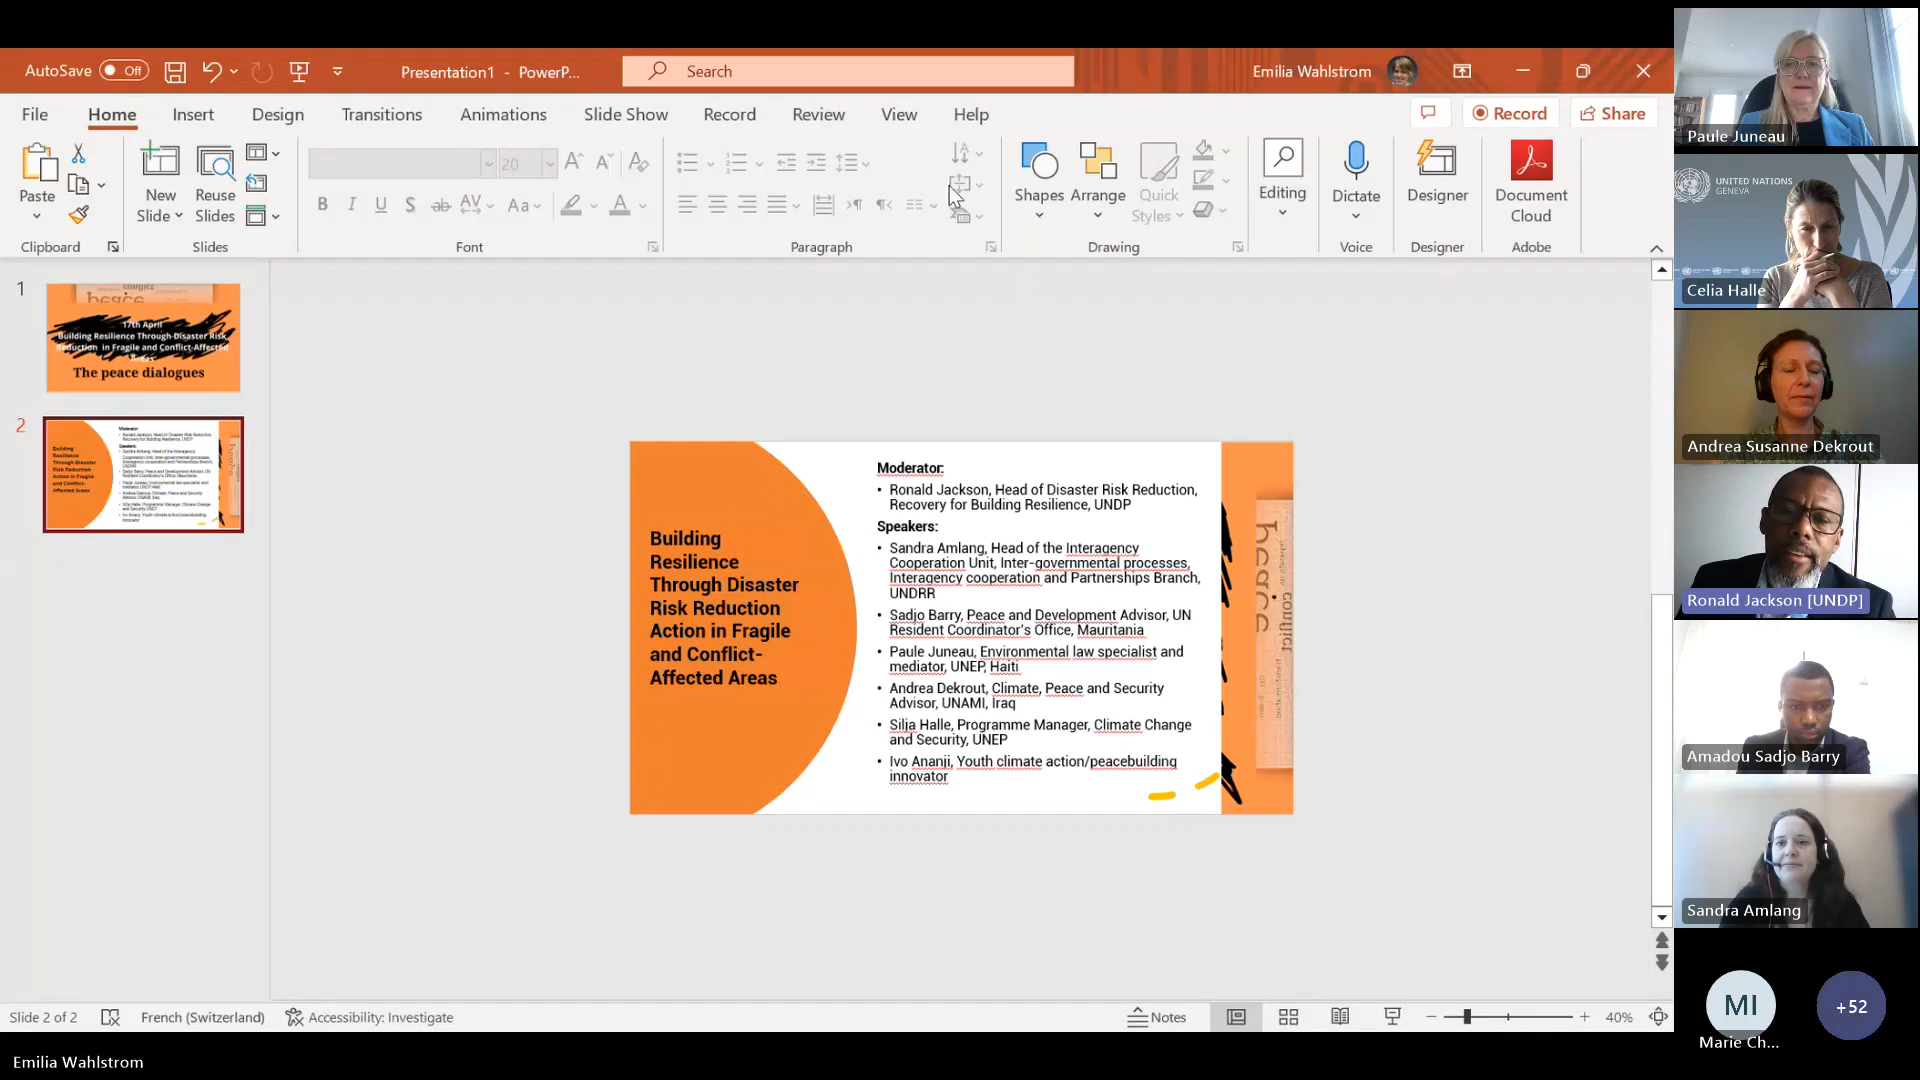 AutoSave Off
Presentation1 - PowerP...
Search
Emilia Wahlstrom
File Home Insert Design Transitions Animations Slide Show Record Review View Help
Record Share
Paste
New Slide
Reuse Slides
20
B I U S ab AV Aa A
Shapes Arrange Quick Styles
Editing
Dictate
Designer
Document Cloud
Clipboard Slides Font Paragraph Drawing Voice Designer Adobe
1
17th April
Building Resilience Through Disaster Risk
Reduction in Fragile and Conflict-Affected
Areas
The peace dialogues
2
Building
Resilience
Through Disaster
Risk Reduction
Action in Fragile
and Conflict-
Affected Areas
Moderator:
• Ronald Jackson, Head of Disaster Risk Reduction,
Recovery for Building Resilience, UNDP
Speakers:
• Sandra Amlang, Head of the Interagency
Cooperation Unit, Inter-governmental processes,
Interagency cooperation and Partnerships Branch,
UNDRR
• Sadjo Barry, Peace and Development Advisor, UN
Resident Coordinator's Office, Mauritania
• Paule Juneau, Environmental law specialist and
mediator, UNEP, Haiti
• Andrea Dekrout, Climate, Peace and Security
Advisor, UNAMI, Iraq
• Silja Halle, Programme Manager, Climate Change
and Security, UNEP
• Ivo Ananji, Youth climate action/peacebuilding
innovator
conflict
Slide 2 of 2
French (Switzerland)
Accessibility: Investigate
Notes
40%
Emilia Wahlstrom
Paule Juneau
UNITED NATIONS
GENEVA
Celia Halle
Andrea Susanne Dekrout
Ronald Jackson [UNDP]
Amadou Sadjo Barry
Sandra Amlang
MI
Marie Ch...
+52